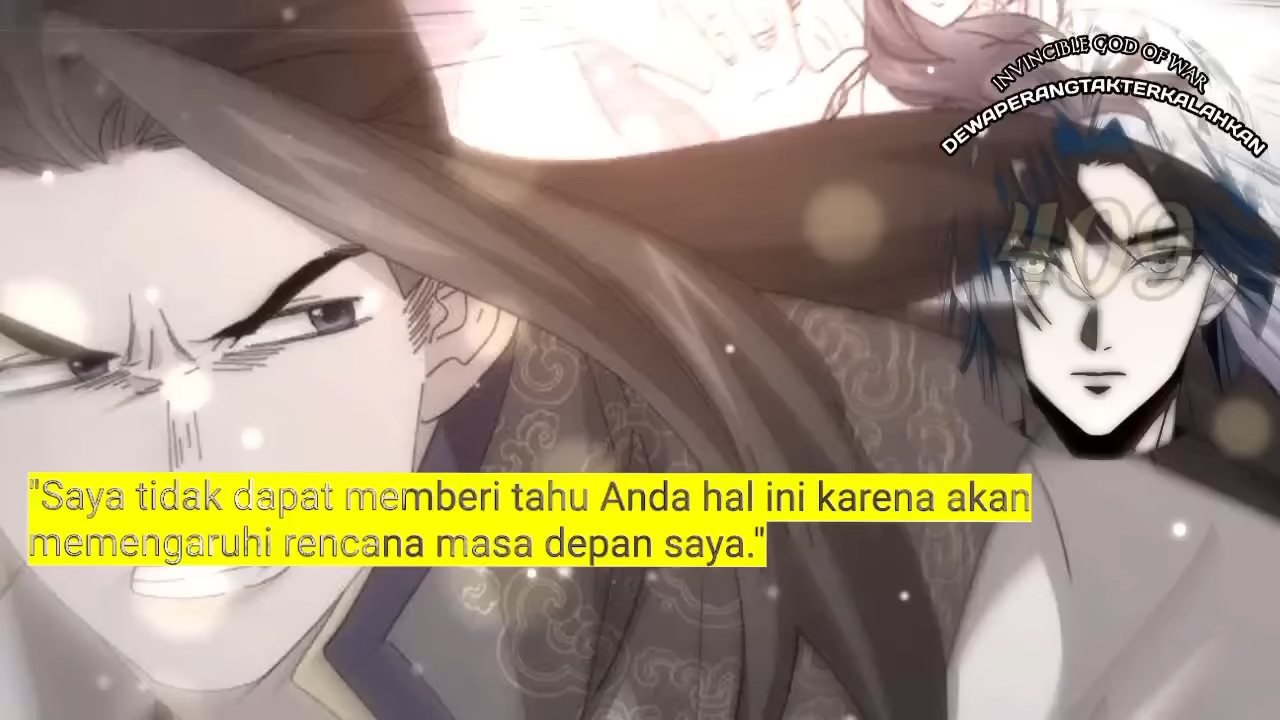 INVINCIBLE GOD OF WAR
DEWAPERANGTAKTERKALAHKAN
409
"Saya tidak dapat memberi tahu Anda hal ini karena akan
memengaruhi rencana masa depan saya."